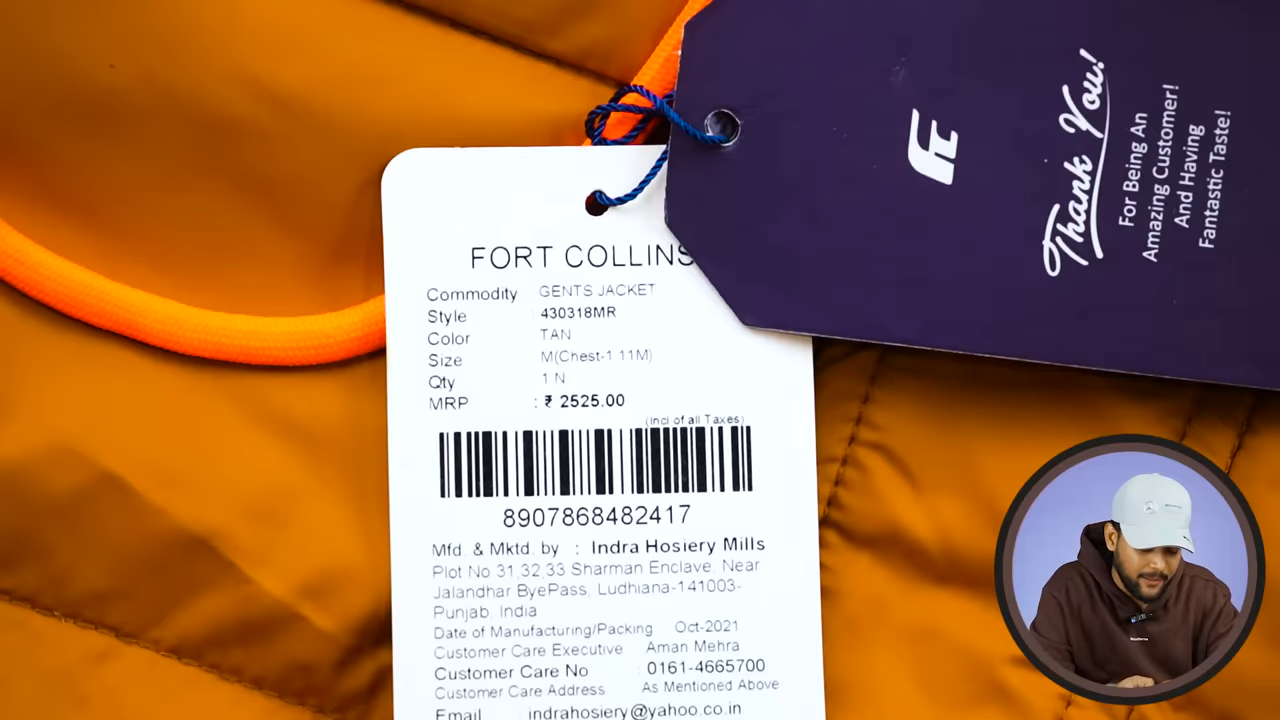 FORT COLLINS
Commodity GENTS JACKET
Style : 430318MR
Color TAN
Size M(Chest-1 11M)
Qty 1 N
MRP : ₹ 2525.00
(incl of all Taxes)
8907868482417
Mfd. & Mktd. by : Indra Hosiery Mills
Plot No 31,32,33 Sharman Enclave, Near
Jalandhar ByePass, Ludhiana-141003-
Punjab, India
Date of Manufacturing/Packing Oct-2021
Customer Care Executive Aman Mehra
Customer Care No : 0161-4665700
Customer Care Address As Mentioned Above
Email : indrahosiery@yahoo.co.in
Thank You!
For Being An
Amazing Customer!
And Having
Fantastic Taste!